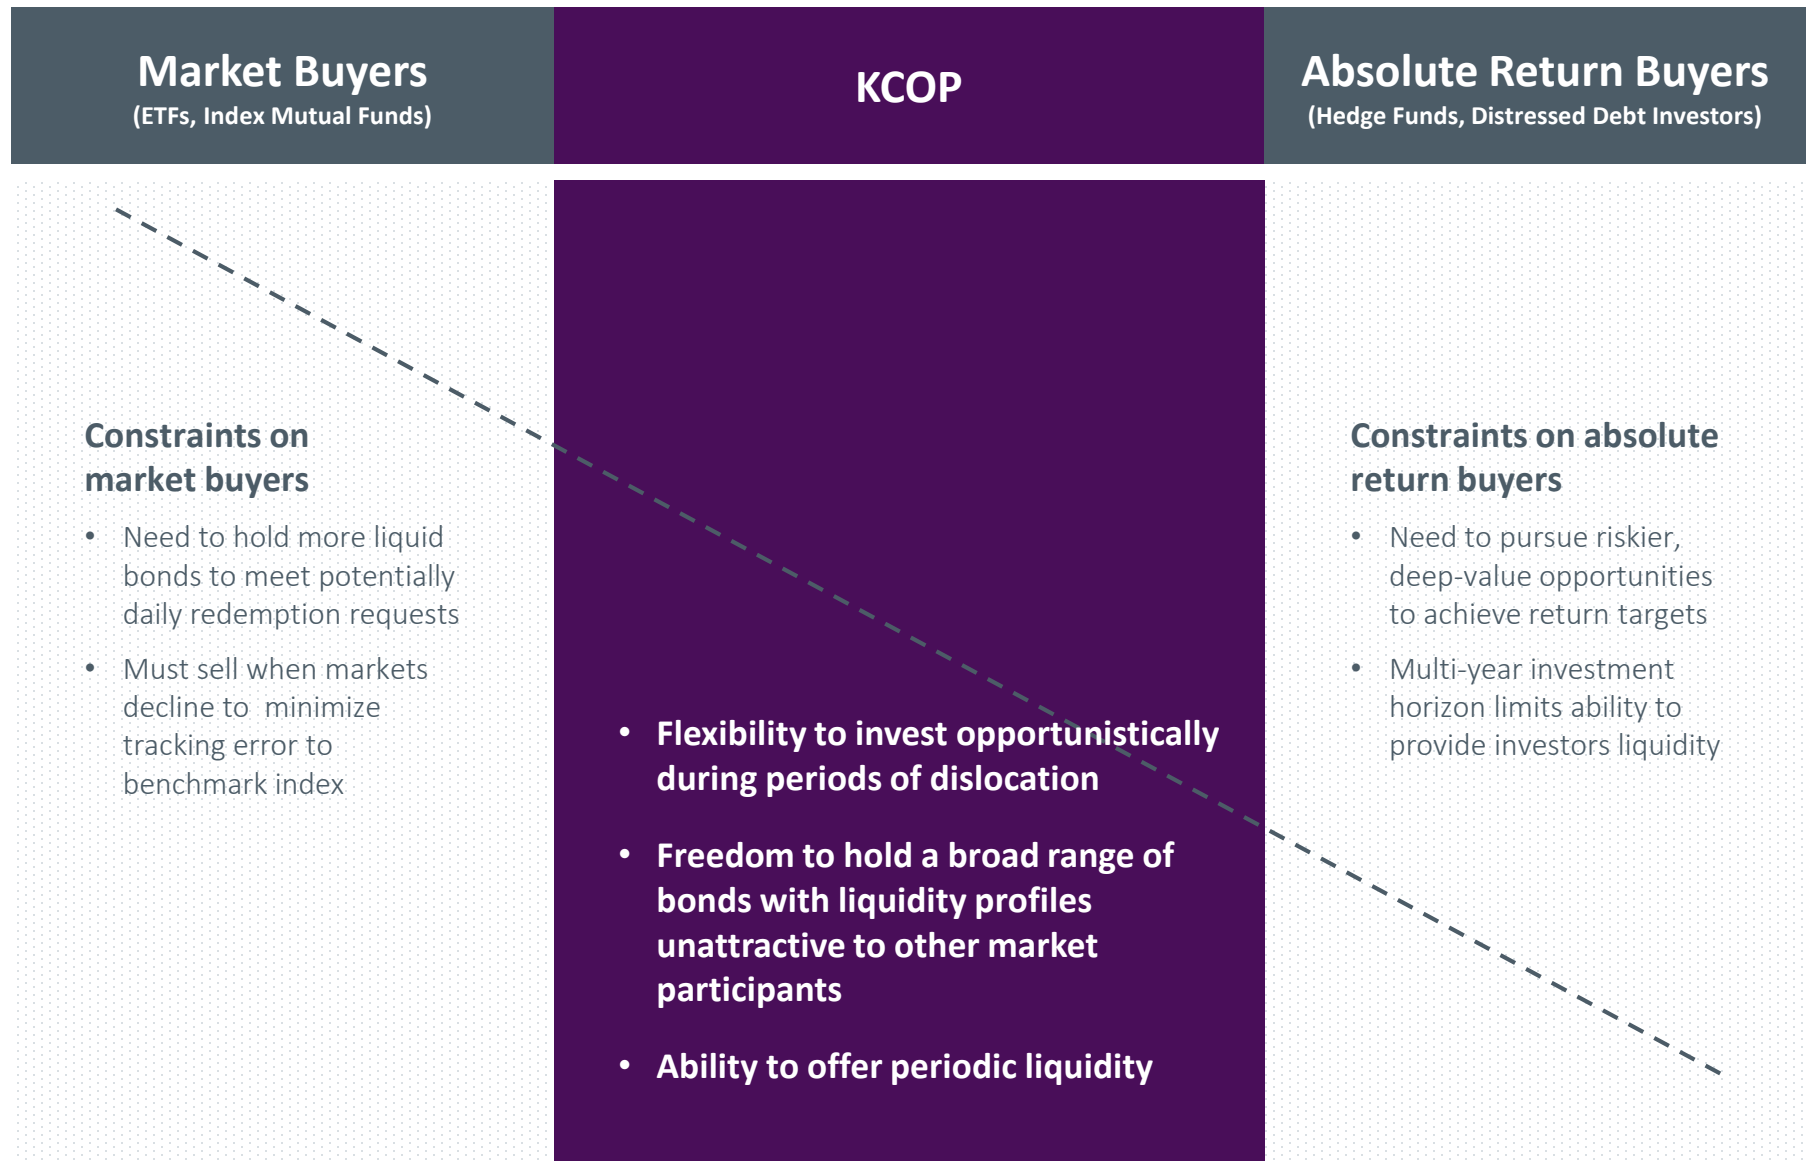 Market Buyers
(ETFs, Index Mutual Funds)
KCOP
Absolute Return Buyers
(Hedge Funds, Distressed Debt Investors)
Constraints on
market buyers
• Need to hold more liquid
bonds to meet potentially
daily redemption requests
• Must sell when markets
decline to  minimize
tracking error to
benchmark index
• Flexibility to invest opportunistically
during periods of dislocation
• Freedom to hold a broad range of
bonds with liquidity profiles
unattractive to other market
participants
• Ability to offer periodic liquidity
Constraints on absolute
return buyers
• Need to pursue riskier,
deep-value opportunities
to achieve return targets
• Multi-year investment
horizon limits ability to
provide investors liquidity